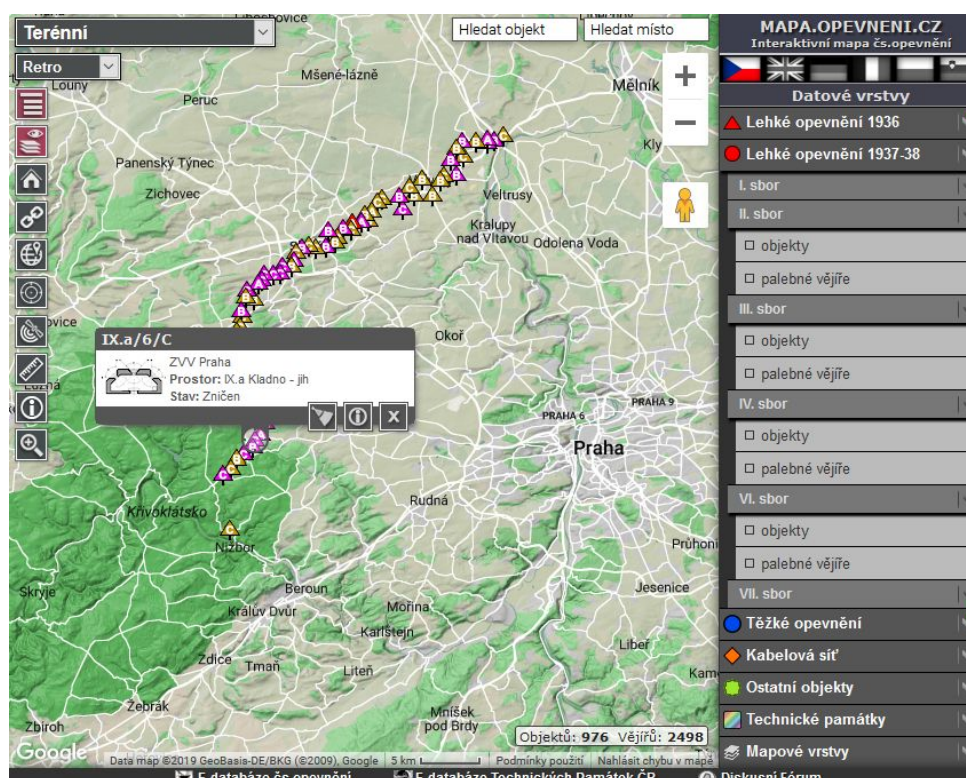 Terénní
Retro
Hledat objekt
Hledat místo
Mšené-lázně
Mělník
Louny
Peruc
Kly
Panenský Týnec
Zichovec
Veltrusy
Kralupy
nad Vltavou
Odolena Voda
Okoř
IX.a/6/C
ZVV Praha
Prostor: IX.a Kladno - jih
Stav: Zničen
PRAHA 6
PRAHA 9
Praha
Rudná
Křivoklátsko
Nižbor
Skryje
Beroun
Králův Dvůr
Mořina
Karlštejn
Jesenice
Zdice
Tmaň
Liteň
Libeř
Žebrák
Mníšek
pod Brdy
Zbiroh
Objektů: 976 Vějířů: 2498
Google
Data map ©2019 GeoBasis-DE/BKG (©2009), Google
5 km
Podmínky použití
Nahlásit chybu v mapě
MAPA.OPEVNENI.CZ
Interaktivní mapa čs.opevnění
Datové vrstvy
Lehké opevnění 1936
Lehké opevnění 1937-38
I. sbor
II. sbor
objekty
palebné vějíře
III. sbor
objekty
palebné vějíře
IV. sbor
objekty
palebné vějíře
VI. sbor
objekty
palebné vějíře
VII. sbor
Těžké opevnění
Kabelová síť
Ostatní objekty
Technické památky
Mapové vrstvy